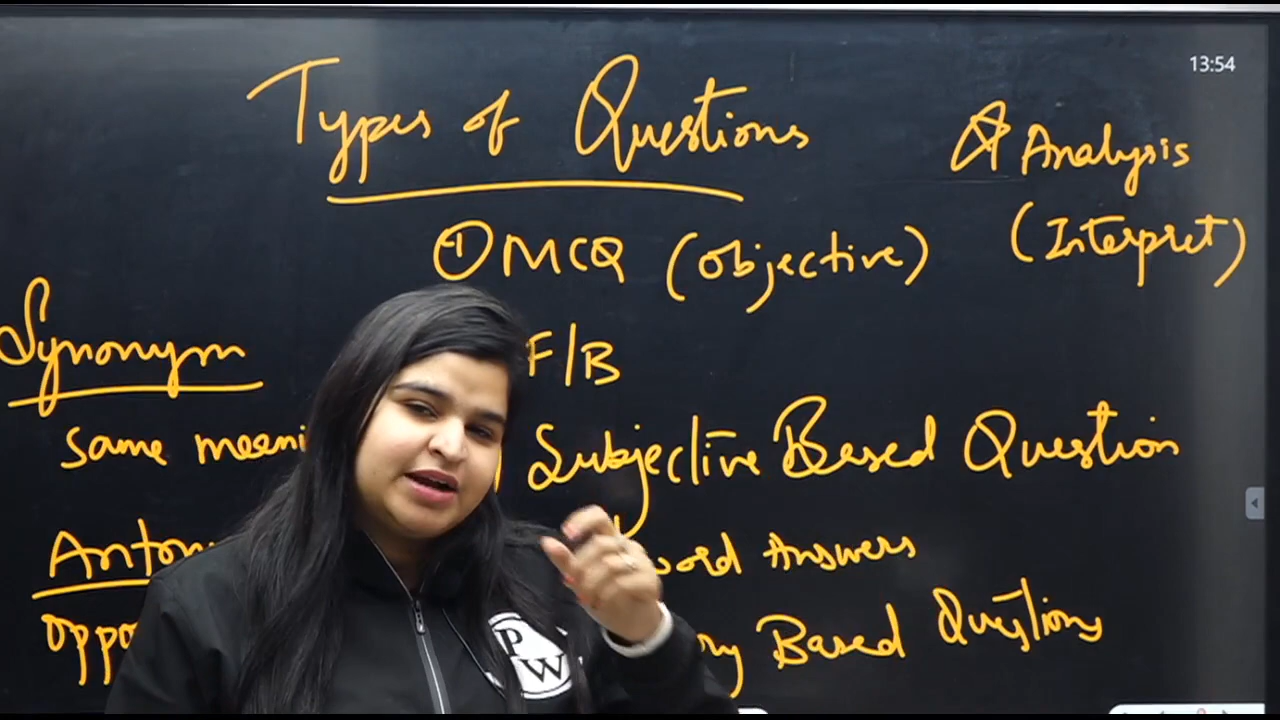 13:54
Types of Questions
Analysis
(Interpret)
① MCQ (Objective)
Synonym
F/B
same meani
Subjective Based Question
Anton
word Answers
oppo
ry Based Questions
PW